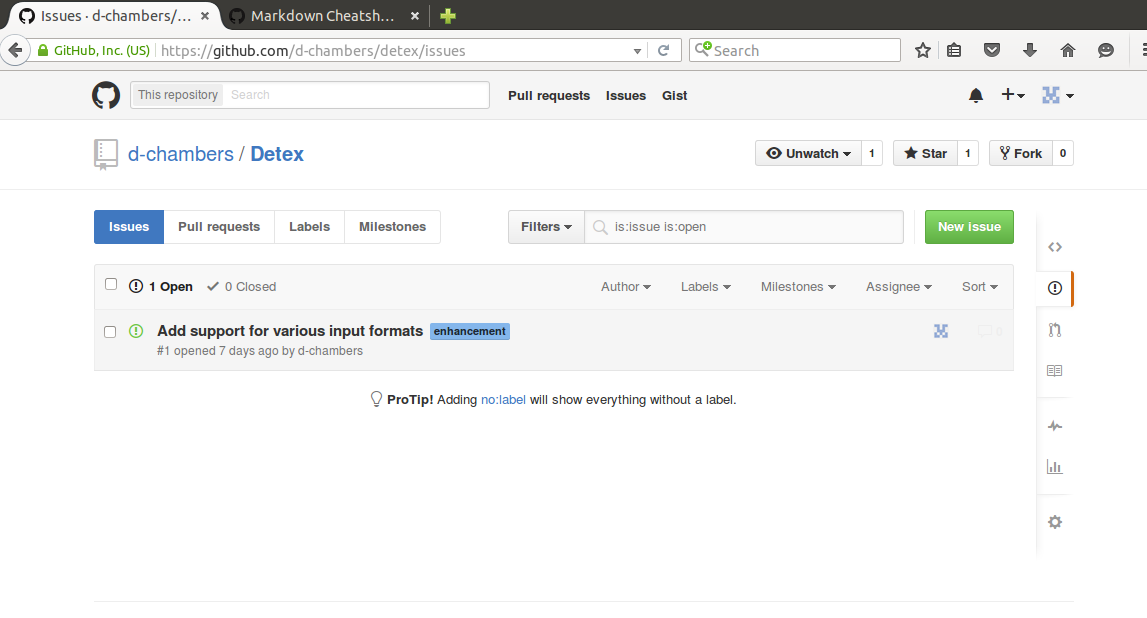 Issues · d-chambers/... Markdown Cheatsh...
GitHub, Inc. (US) https://github.com/d-chambers/detex/issues Search
This repository Search Pull requests Issues Gist
d-chambers / Detex Unwatch 1 Star 1 Fork 0
Issues Pull requests Labels Milestones Filters is:issue is:open New issue
1 Open 0 Closed Author Labels Milestones Assignee Sort
Add support for various input formats enhancement 0
#1 opened 7 days ago by d-chambers
ProTip! Adding no:label will show everything without a label.